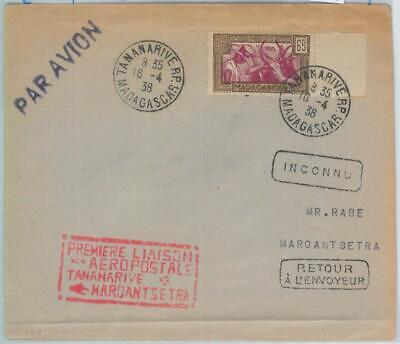 PAR AVION
TANANARIVE R.P.
8 35
16 -4
38
MADAGASCAR
65
MADAGASCAR
TANANARIVE R.P.
8 35
16 -4
38
MADAGASCAR
INCONNU
MR. RABE
MAROANTSETRA
RETOUR
À L'ENVOYEUR
PREMIERE LIAISON
AEROPOSTALE
TANANARIVE
MAROANTSETRA